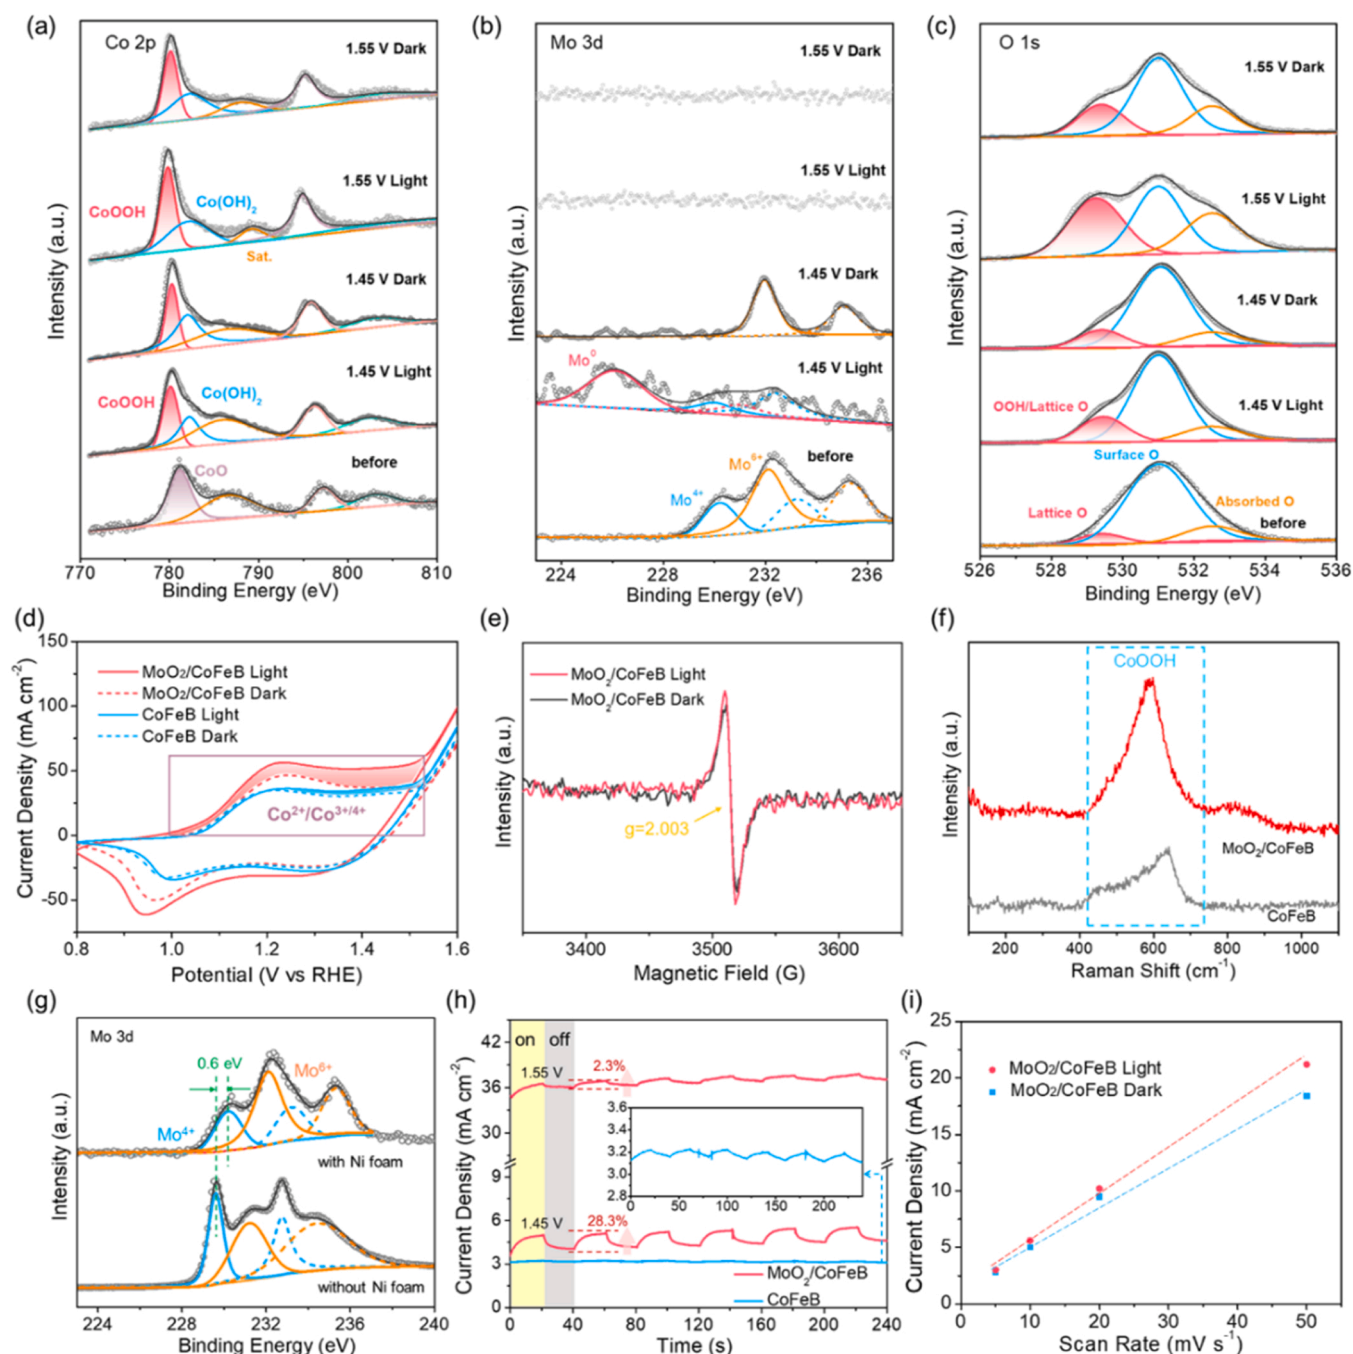 (a)
Co 2p
1.55 V Dark
1.55 V Light
CoOOH
Co(OH)2
Sat.
1.45 V Dark
1.45 V Light
CoOOH
Co(OH)2
before
CoO
Intensity (a.u.)
770 780 790 800 810
Binding Energy (eV)
(b)
Mo 3d
1.55 V Dark
1.55 V Light
1.45 V Dark
Mo0
1.45 V Light
before
Mo6+
Mo4+
Intensity (a.u.)
224 228 232 236
Binding Energy (eV)
(c)
O 1s
1.55 V Dark
1.55 V Light
1.45 V Dark
OOH/Lattice O
1.45 V Light
Surface O
Lattice O
Absorbed O
before
Intensity (a.u.)
526 528 530 532 534 536
Binding Energy (eV)
(d)
150
100
50
0
-50
Current Density (mA cm-2)
MoO2/CoFeB Light
MoO2/CoFeB Dark
CoFeB Light
CoFeB Dark
Co2+/Co3+/4+
0.8 1.0 1.2 1.4 1.6
Potential (V vs RHE)
(e)
MoO2/CoFeB Light
MoO2/CoFeB Dark
g=2.003
Intensity (a.u.)
3400 3500 3600
Magnetic Field (G)
(f)
CoOOH
MoO2/CoFeB
CoFeB
Intensity (a.u.)
200 400 600 800 1000
Raman Shift (cm-1)
(g)
Mo 3d
0.6 eV
Mo6+
Mo4+
with Ni foam
without Ni foam
Intensity (a.u.)
224 226 228 230 232 234 236 238 240
Binding Energy (eV)
(h)
on off
1.55 V
2.3%
1.45 V
28.3%
42
36
30
9
6
3
0
Current Density (mA cm-2)
3.6
3.4
3.2
3.0
2.8
0 50 100 150 200
MoO2/CoFeB
CoFeB
0 40 80 120 160 200 240
Time (s)
(i)
25
20
15
10
5
0
Current Density (mA cm-2)
MoO2/CoFeB Light
MoO2/CoFeB Dark
0 10 20 30 40 50
Scan Rate (mV s-1)